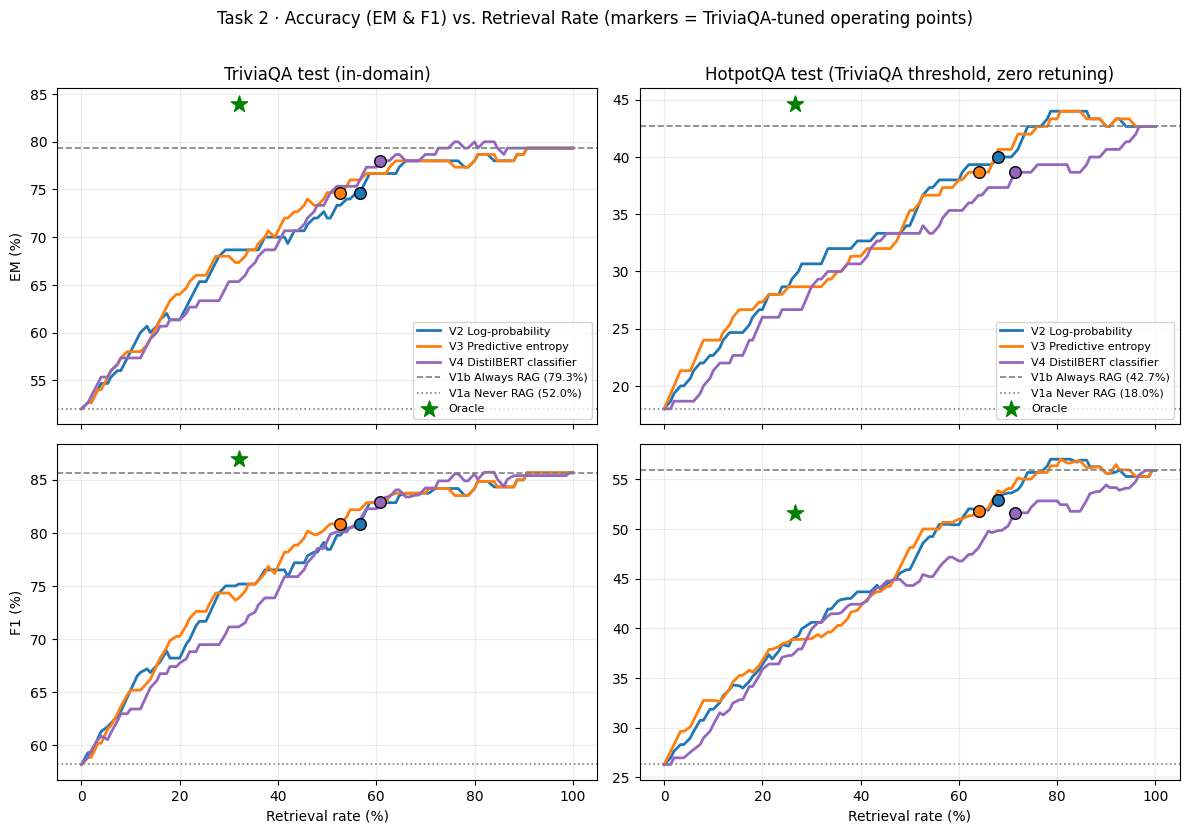 Task 2 · Accuracy (EM & F1) vs. Retrieval Rate (markers = TriviaQA-tuned operating points)
TriviaQA test (in-domain)
HotpotQA test (TriviaQA threshold, zero retuning)
85
80
75
70
65
60
55
EM (%)
V2 Log-probability
V3 Predictive entropy
V4 DistilBERT classifier
V1b Always RAG (79.3%)
V1a Never RAG (52.0%)
Oracle
45
40
35
30
25
20
V2 Log-probability
V3 Predictive entropy
V4 DistilBERT classifier
V1b Always RAG (42.7%)
V1a Never RAG (18.0%)
Oracle
85
80
75
70
65
60
F1 (%)
0 20 40 60 80 100
Retrieval rate (%)
55
50
45
40
35
30
25
0 20 40 60 80 100
Retrieval rate (%)